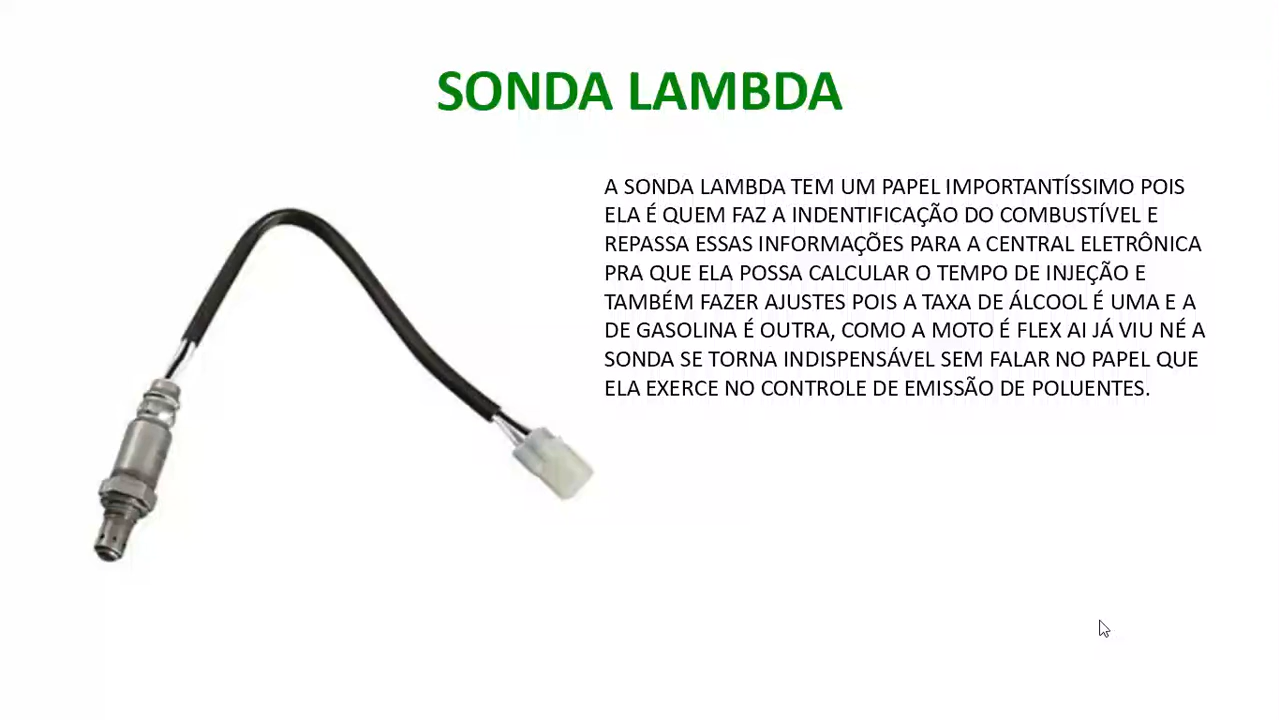 SONDA LAMBDA
A SONDA LAMBDA TEM UM PAPEL IMPORTANTÍSSIMO POIS
ELA É QUEM FAZ A INDENTIFICAÇÃO DO COMBUSTÍVEL E
REPASSA ESSAS INFORMAÇÕES PARA A CENTRAL ELETRÔNICA
PRA QUE ELA POSSA CALCULAR O TEMPO DE INJEÇÃO E
TAMBÉM FAZER AJUSTES POIS A TAXA DE ÁLCOOL É UMA E A
DE GASOLINA É OUTRA, COMO A MOTO É FLEX AI JÁ VIU NÉ A
SONDA SE TORNA INDISPENSÁVEL SEM FALAR NO PAPEL QUE
ELA EXERCE NO CONTROLE DE EMISSÃO DE POLUENTES.